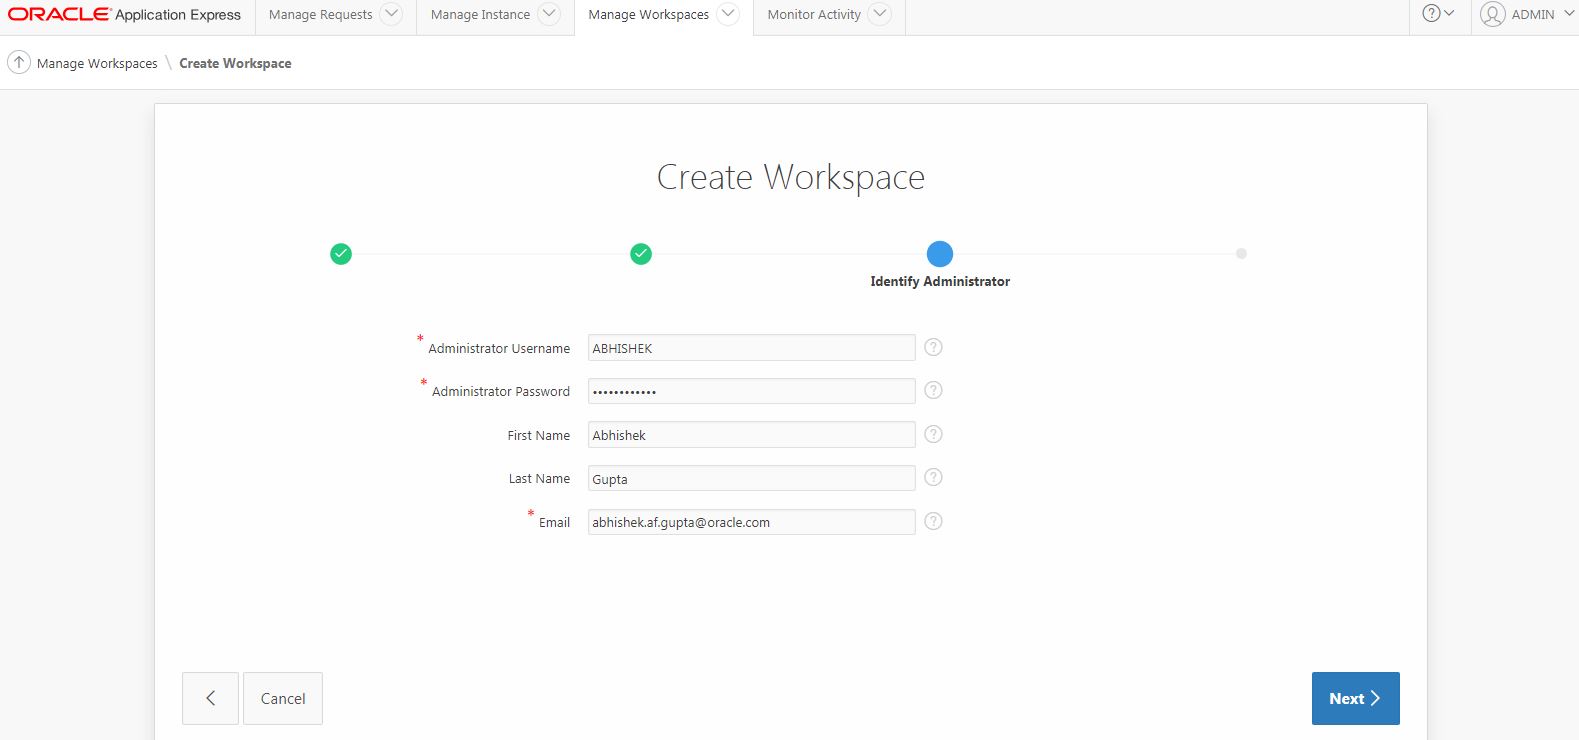 ORACLE Application Express Manage Requests Manage Instance Manage Workspaces Monitor Activity ? ADMIN
Manage Workspaces \ Create Workspace
Create Workspace
Identify Administrator
* Administrator Username ABHISHEK ?
* Administrator Password •••••••••••• ?
First Name Abhishek ?
Last Name Gupta ?
* Email abhishek.af.gupta@oracle.com ?
Cancel Next